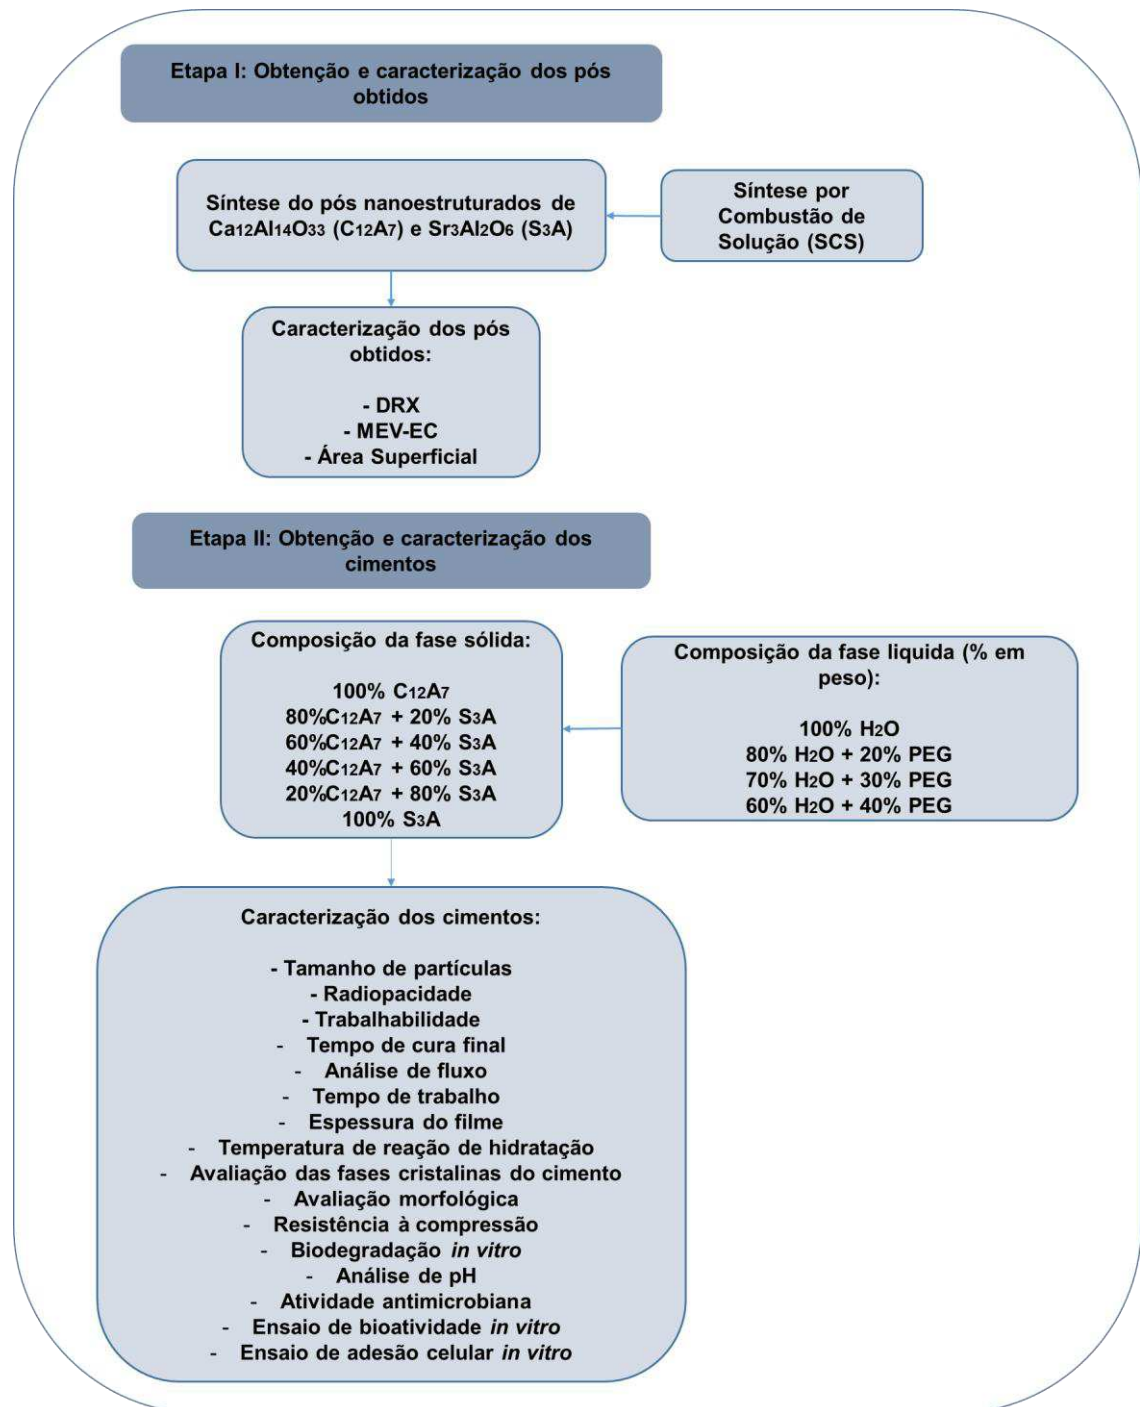 Etapa I: Obtenção e caracterização dos pós
obtidos
Síntese do pós nanoestruturados de
Ca12Al14O33 (C12A7) e Sr3Al2O6 (S3A)
Síntese por
Combustão de
Solução (SCS)
Caracterização dos pós
obtidos:
- DRX
- MEV-EC
- Área Superficial
Etapa II: Obtenção e caracterização dos
cimentos
Composição da fase sólida:
100% C12A7
80%C12A7 + 20% S3A
60%C12A7 + 40% S3A
40%C12A7 + 60% S3A
20%C12A7 + 80% S3A
100% S3A
Composição da fase liquida (% em
peso):
100% H2O
80% H2O + 20% PEG
70% H2O + 30% PEG
60% H2O + 40% PEG
Caracterização dos cimentos:
- Tamanho de partículas
- Radiopacidade
- Trabalhabilidade
- Tempo de cura final
- Análise de fluxo
- Tempo de trabalho
- Espessura do filme
- Temperatura de reação de hidratação
- Avaliação das fases cristalinas do cimento
- Avaliação morfológica
- Resistência à compressão
- Biodegradação in vitro
- Análise de pH
- Atividade antimicrobiana
- Ensaio de bioatividade in vitro
- Ensaio de adesão celular in vitro